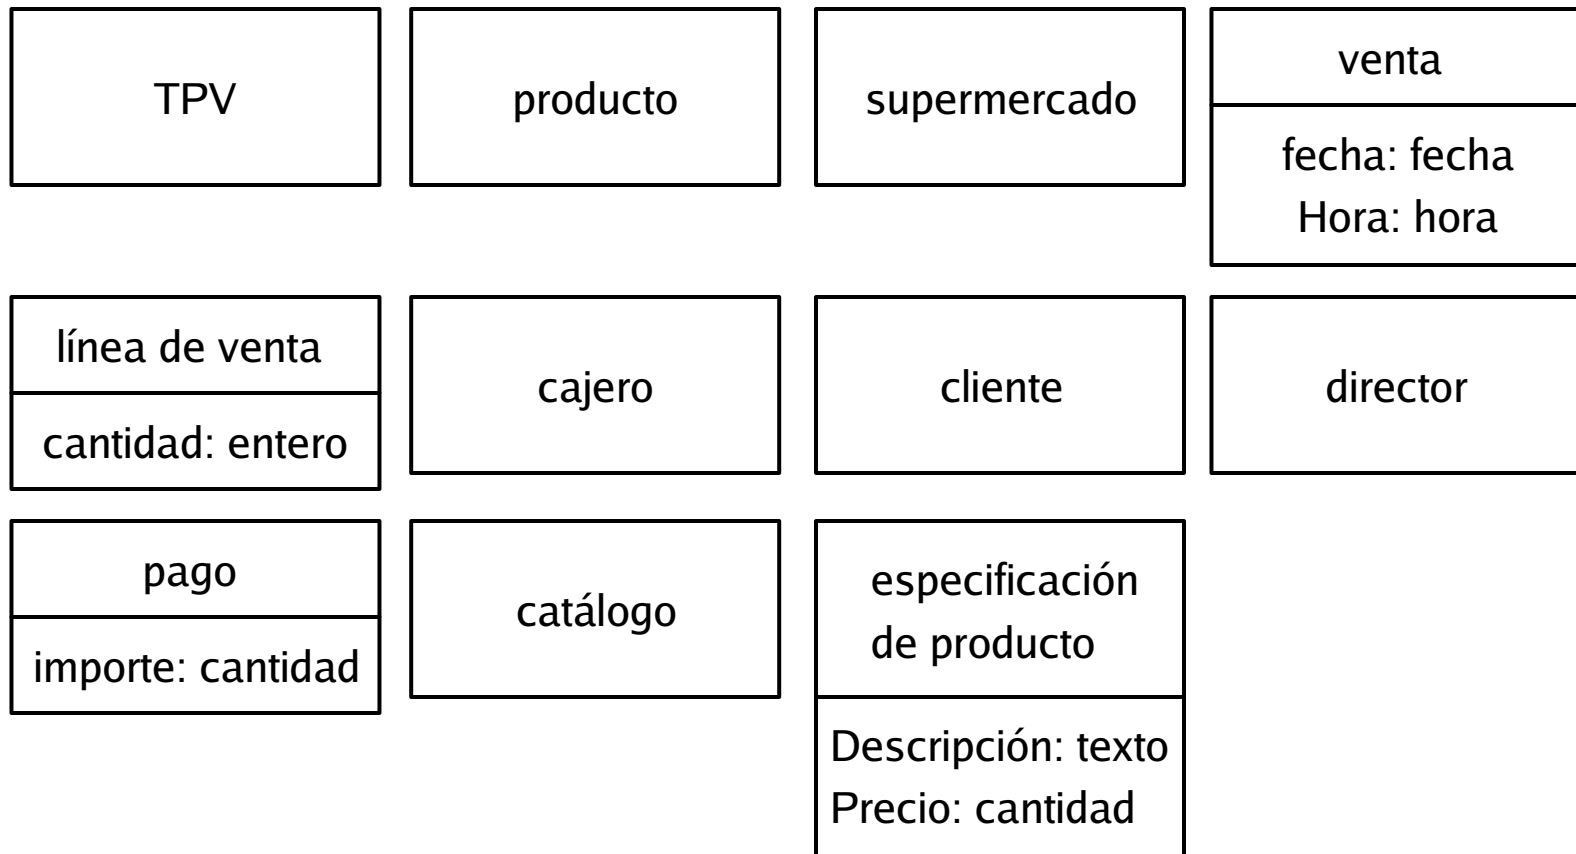 TPV
producto
supermercado
venta
fecha: fecha
Hora: hora
línea de venta
cantidad: entero
cajero
cliente
director
pago
importe: cantidad
catálogo
especificación
de producto
Descripción: texto
Precio: cantidad